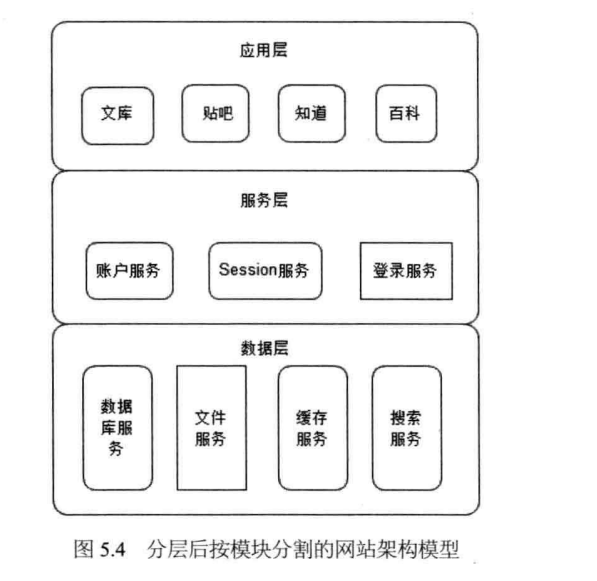 应用层
文库 贴吧 知道 百科
服务层
账户服务 Session服务 登录服务
数据层
数据
库服
务
文件
服务
缓存
服务
搜索
服务
图 5.4 分层后按模块分割的网站架构模型